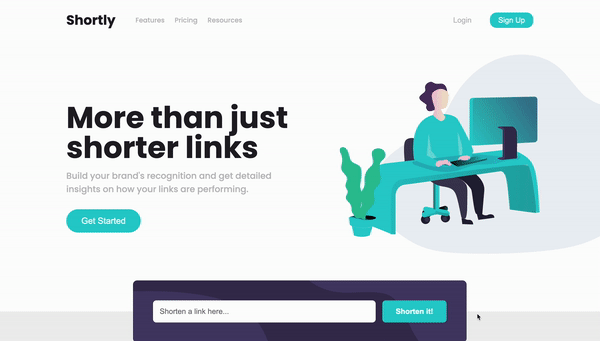 Shortly
Features Pricing Resources
Login
Sign Up
More than just
shorter links
Build your brand's recognition and get detailed
insights on how your links are performing.
Get Started
Shorten a link here...
Shorten it!